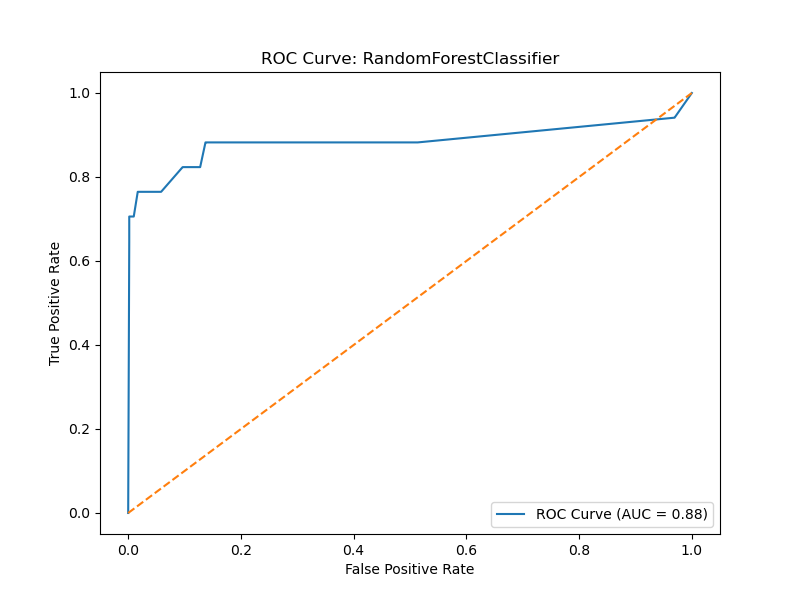 ROC Curve: RandomForestClassifier
True Positive Rate
1.0
0.8
0.6
0.4
0.2
0.0
ROC Curve (AUC = 0.88)
0.0 0.2 0.4 0.6 0.8 1.0
False Positive Rate